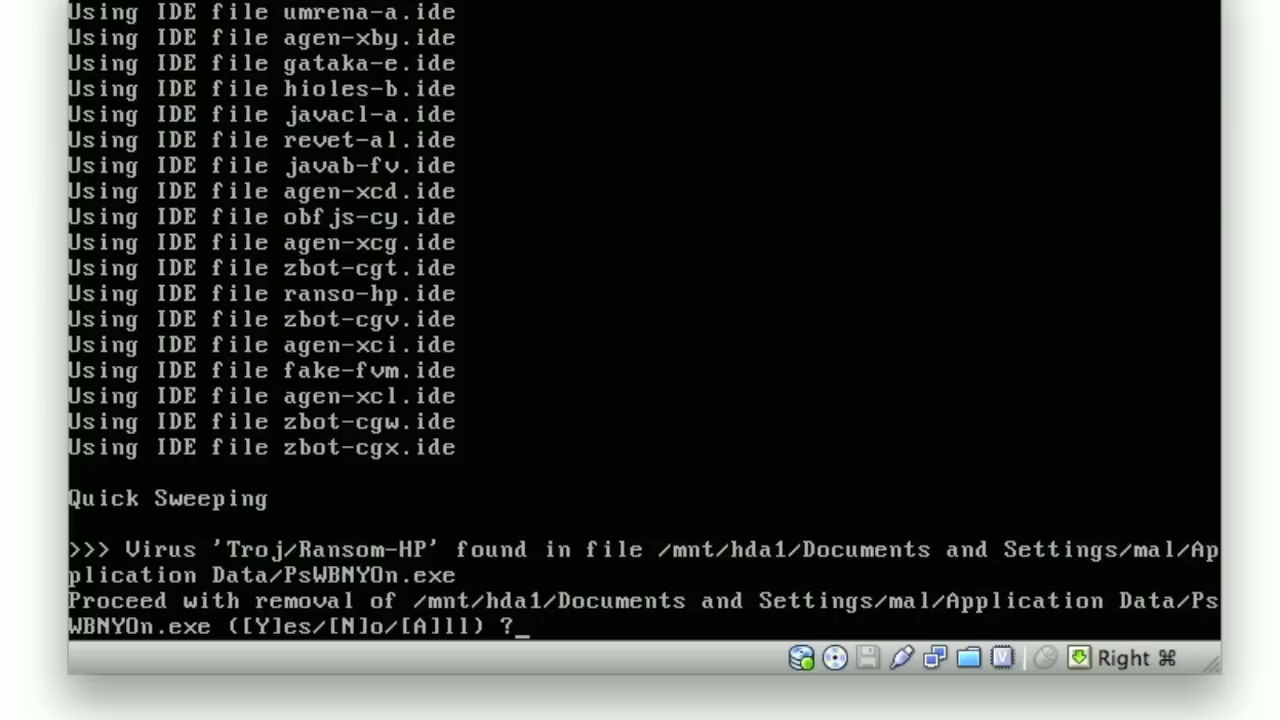 Using IDE file umrena-a.ide
Using IDE file agen-xby.ide
Using IDE file gataka-e.ide
Using IDE file hioles-b.ide
Using IDE file javacl-a.ide
Using IDE file revet-al.ide
Using IDE file javab-fv.ide
Using IDE file agen-xcd.ide
Using IDE file obfjs-cy.ide
Using IDE file agen-xcg.ide
Using IDE file zbot-cgt.ide
Using IDE file ranso-hp.ide
Using IDE file zbot-cgv.ide
Using IDE file agen-xci.ide
Using IDE file fake-fvm.ide
Using IDE file agen-xcl.ide
Using IDE file zbot-cgw.ide
Using IDE file zbot-cgx.ide
Quick Sweeping
>>> Virus 'Troj/Ransom-HP' found in file /mnt/hda1/Documents and Settings/mal/Ap
plication Data/PsWBNYOn.exe
Proceed with removal of /mnt/hda1/Documents and Settings/mal/Application Data/Ps
WBNYOn.exe ([Y]es/[N]o/[A]ll) ?_
Right ⌘